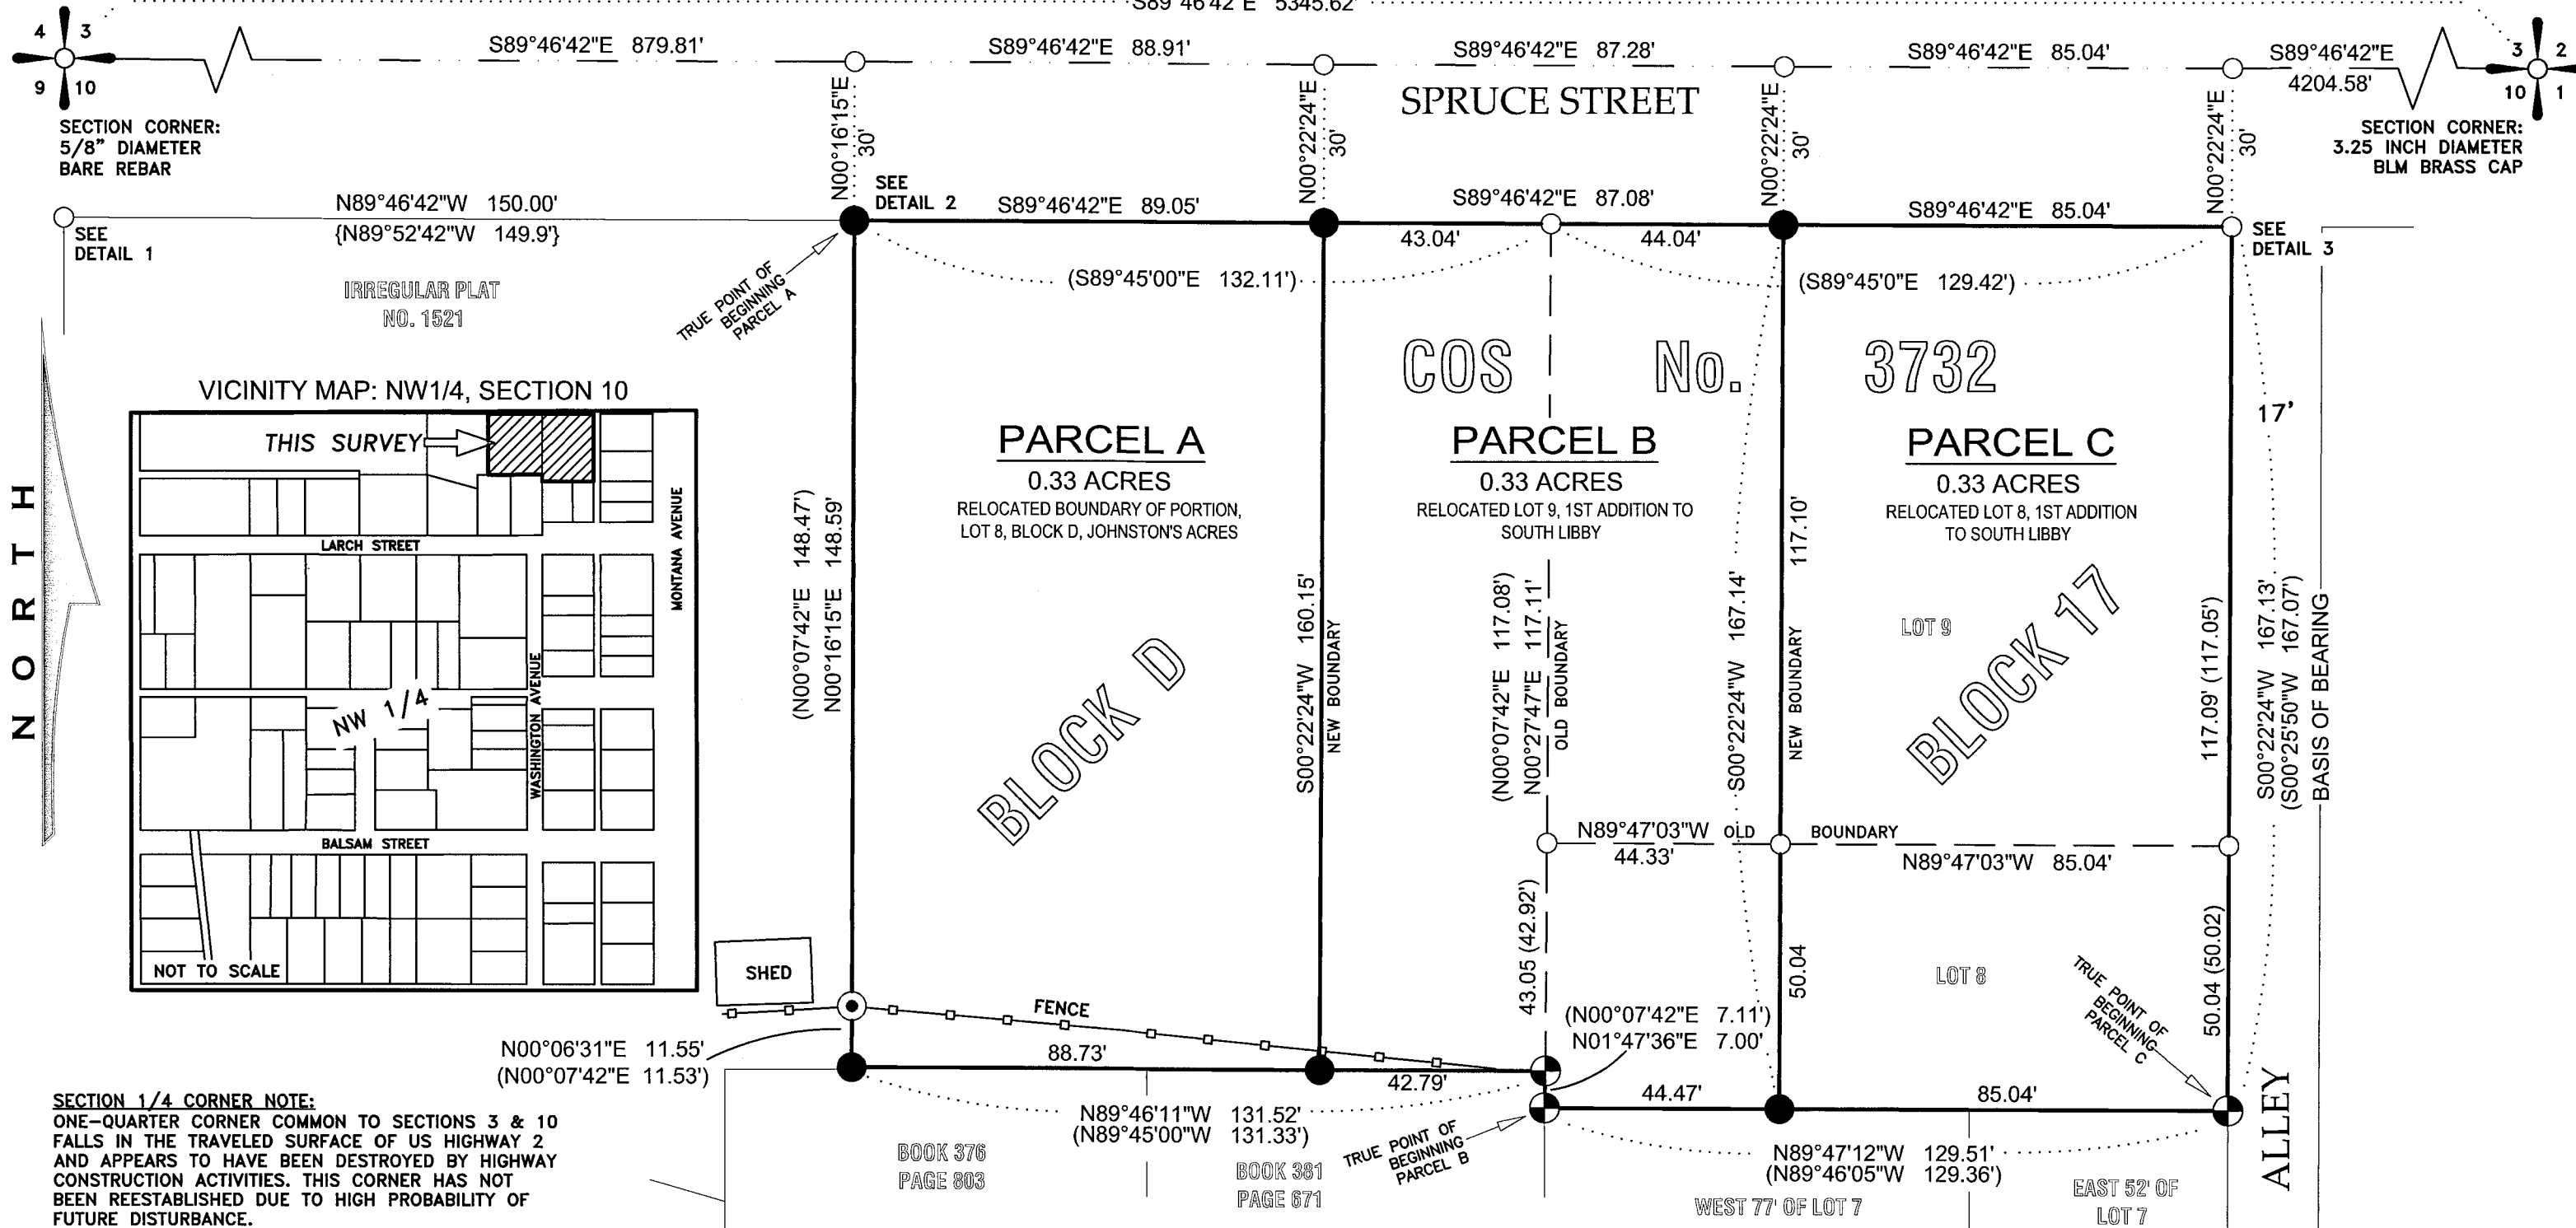 S89°46'42"E 5345.62'
4 3
9 10
S89°46'42"E 879.81'
S89°46'42"E 88.91'
S89°46'42"E 87.28'
S89°46'42"E 85.04'
S89°46'42"E
4204.58'
3 2
10 1
SPRUCE STREET
SECTION CORNER:
5/8" DIAMETER
BARE REBAR
N00°16'15"E
30'
N00°22'24"E
30'
N00°22'24"E
30'
N00°22'24"E
30'
SECTION CORNER:
3.25 INCH DIAMETER
BLM BRASS CAP
SEE
DETAIL 1
N89°46'42"W 150.00'
{N89°52'42"W 149.9'}
SEE
DETAIL 2
S89°46'42"E 89.05'
S89°46'42"E 87.08'
43.04'
44.04'
S89°46'42"E 85.04'
SEE
DETAIL 3
(S89°45'00"E 132.11')
(S89°45'0"E 129.42')
TRUE POINT OF
BEGINNING
PARCEL A
IRREGULAR PLAT
NO. 1521
COS No. 3732
NORTH
VICINITY MAP: NW1/4, SECTION 10
THIS SURVEY
LARCH STREET
MONTANA AVENUE
WASHINGTON AVENUE
NW 1/4
BALSAM STREET
NOT TO SCALE
PARCEL A
0.33 ACRES
RELOCATED BOUNDARY OF PORTION,
LOT 8, BLOCK D, JOHNSTON'S ACRES
PARCEL B
0.33 ACRES
RELOCATED LOT 9, 1ST ADDITION TO
SOUTH LIBBY
PARCEL C
0.33 ACRES
RELOCATED LOT 8, 1ST ADDITION
TO SOUTH LIBBY
17'
(N00°07'42"E 148.47')
N00°16'15"E 148.59'
BLOCK D
S00°22'24"W 160.15'
NEW BOUNDARY
(N00°07'42"E 117.08')
N00°27'47"E 117.11'
OLD BOUNDARY
S00°22'24"W 167.14'
117.10'
NEW BOUNDARY
LOT 9
BLOCK 17
117.09' (117.05')
S00°22'24"W 167.13'
(S00°25'50"W 167.07')
BASIS OF BEARING
N89°47'03"W OLD BOUNDARY
44.33'
N89°47'03"W 85.04'
43.05 (42.92')
50.04
LOT 8
50.04 (50.02)
TRUE POINT OF
BEGINNING
PARCEL C
SHED
FENCE
(N00°07'42"E 7.11')
N01°47'36"E 7.00'
N00°06'31"E 11.55'
(N00°07'42"E 11.53')
88.73'
42.79'
44.47'
85.04'
N89°46'11"W 131.52'
(N89°45'00"W 131.33')
TRUE POINT OF
BEGINNING
PARCEL B
N89°47'12"W 129.51'
(N89°46'05"W 129.36')
ALLEY
SECTION 1/4 CORNER NOTE:
ONE-QUARTER CORNER COMMON TO SECTIONS 3 & 10
FALLS IN THE TRAVELED SURFACE OF US HIGHWAY 2
AND APPEARS TO HAVE BEEN DESTROYED BY HIGHWAY
CONSTRUCTION ACTIVITIES. THIS CORNER HAS NOT
BEEN REESTABLISHED DUE TO HIGH PROBABILITY OF
FUTURE DISTURBANCE.
BOOK 376
PAGE 803
BOOK 381
PAGE 671
WEST 77' OF LOT 7
EAST 52' OF
LOT 7